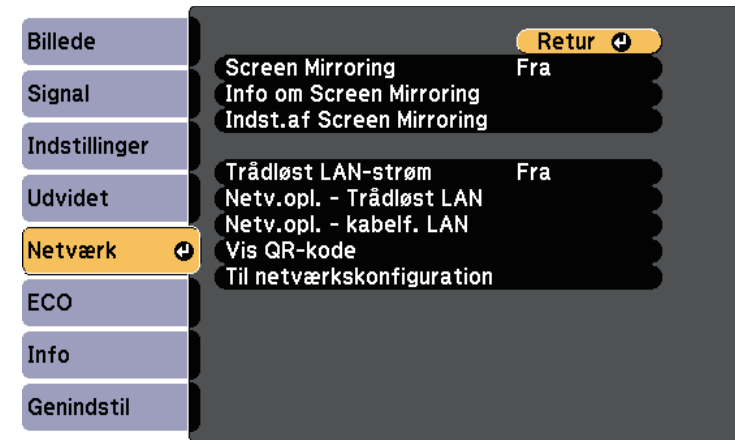 Billede
Signal
Indstillinger
Udvidet
Netværk
ECO
Info
Genindstil
Retur
Screen Mirroring Fra
Info om Screen Mirroring
Indst.af Screen Mirroring
Trådløst LAN-strøm Fra
Netv.opl. - Trådløst LAN
Netv.opl. - kabelf. LAN
Vis QR-kode
Til netværkskonfiguration